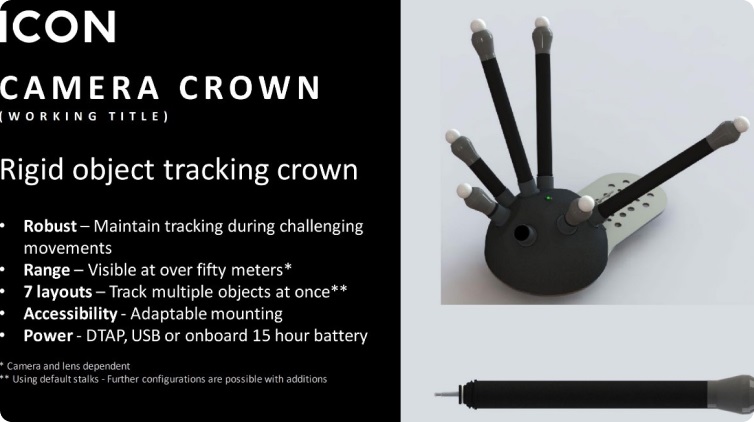 ICON
CAMERA CROWN
(WORKING TITLE)
Rigid object tracking crown
• Robust – Maintain tracking during challenging
movements
• Range – Visible at over fifty meters*
• 7 layouts – Track multiple objects at once**
• Accessibility - Adaptable mounting
• Power - DTAP, USB or onboard 15 hour battery
* Camera and lens dependent
** Using default stalks - Further configurations are possible with additions